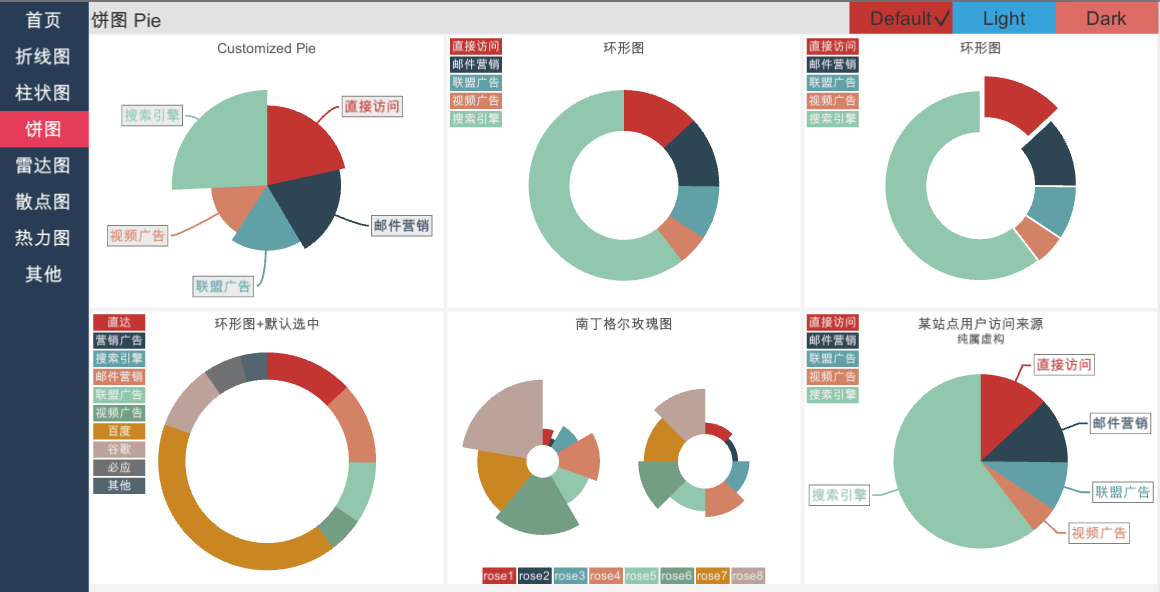 首页
折线图
柱状图
饼图
雷达图
散点图
热力图
其他
饼图 Pie
Default✓
Light
Dark
Customized Pie
搜索引擎
直接访问
邮件营销
视频广告
联盟广告
环形图
直接访问
邮件营销
联盟广告
视频广告
搜索引擎
环形图
直接访问
邮件营销
联盟广告
视频广告
搜索引擎
环形图+默认选中
直达
营销广告
搜索引擎
邮件营销
联盟广告
视频广告
百度
谷歌
必应
其他
南丁格尔玫瑰图
rose1 rose2 rose3 rose4 rose5 rose6 rose7 rose8
某站点用户访问来源
纯属虚构
直接访问
邮件营销
联盟广告
视频广告
搜索引擎
直接访问
邮件营销
联盟广告
视频广告
搜索引擎